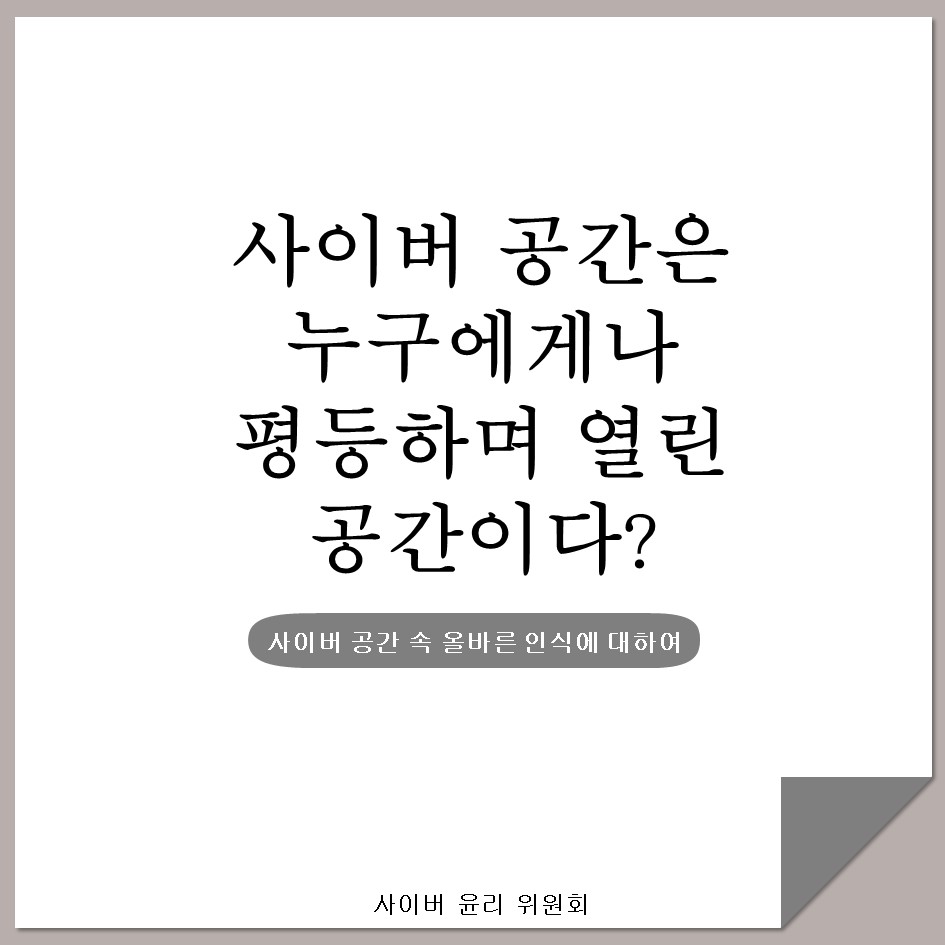 사이버 공간은
누구에게나
평등하며 열린
공간이다?
사이버 공간 속 올바른 인식에 대하여
사이버 윤리 위원회